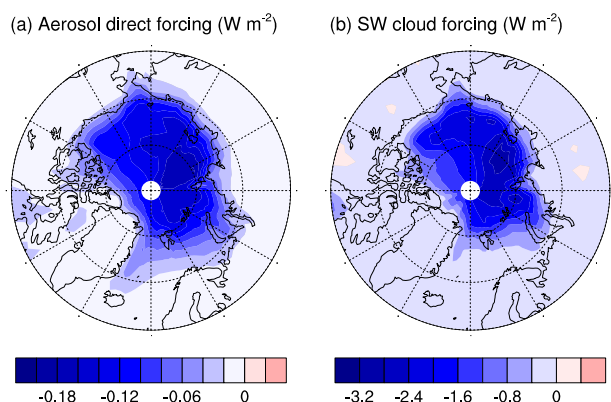 (a) Aerosol direct forcing (W m-2)
(b) SW cloud forcing (W m-2)
-0.18 -0.12 -0.06 0
-3.2 -2.4 -1.6 -0.8 0